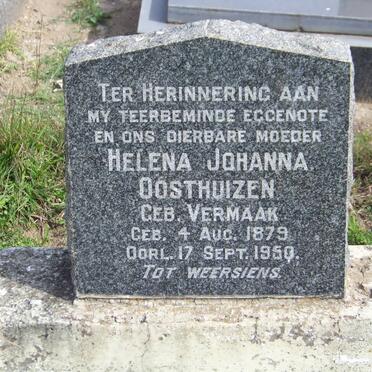 TER HERINNERING AAN
MY TEERBEMINDE EGGENOTE
EN ONS DIERBARE MOEDER
HELENA JOHANNA
OOSTHUIZEN
GEB. VERMAAK
GEB. 4 AUG. 1879
OORL. 17 SEPT. 1950.
TOT WEERSIENS.